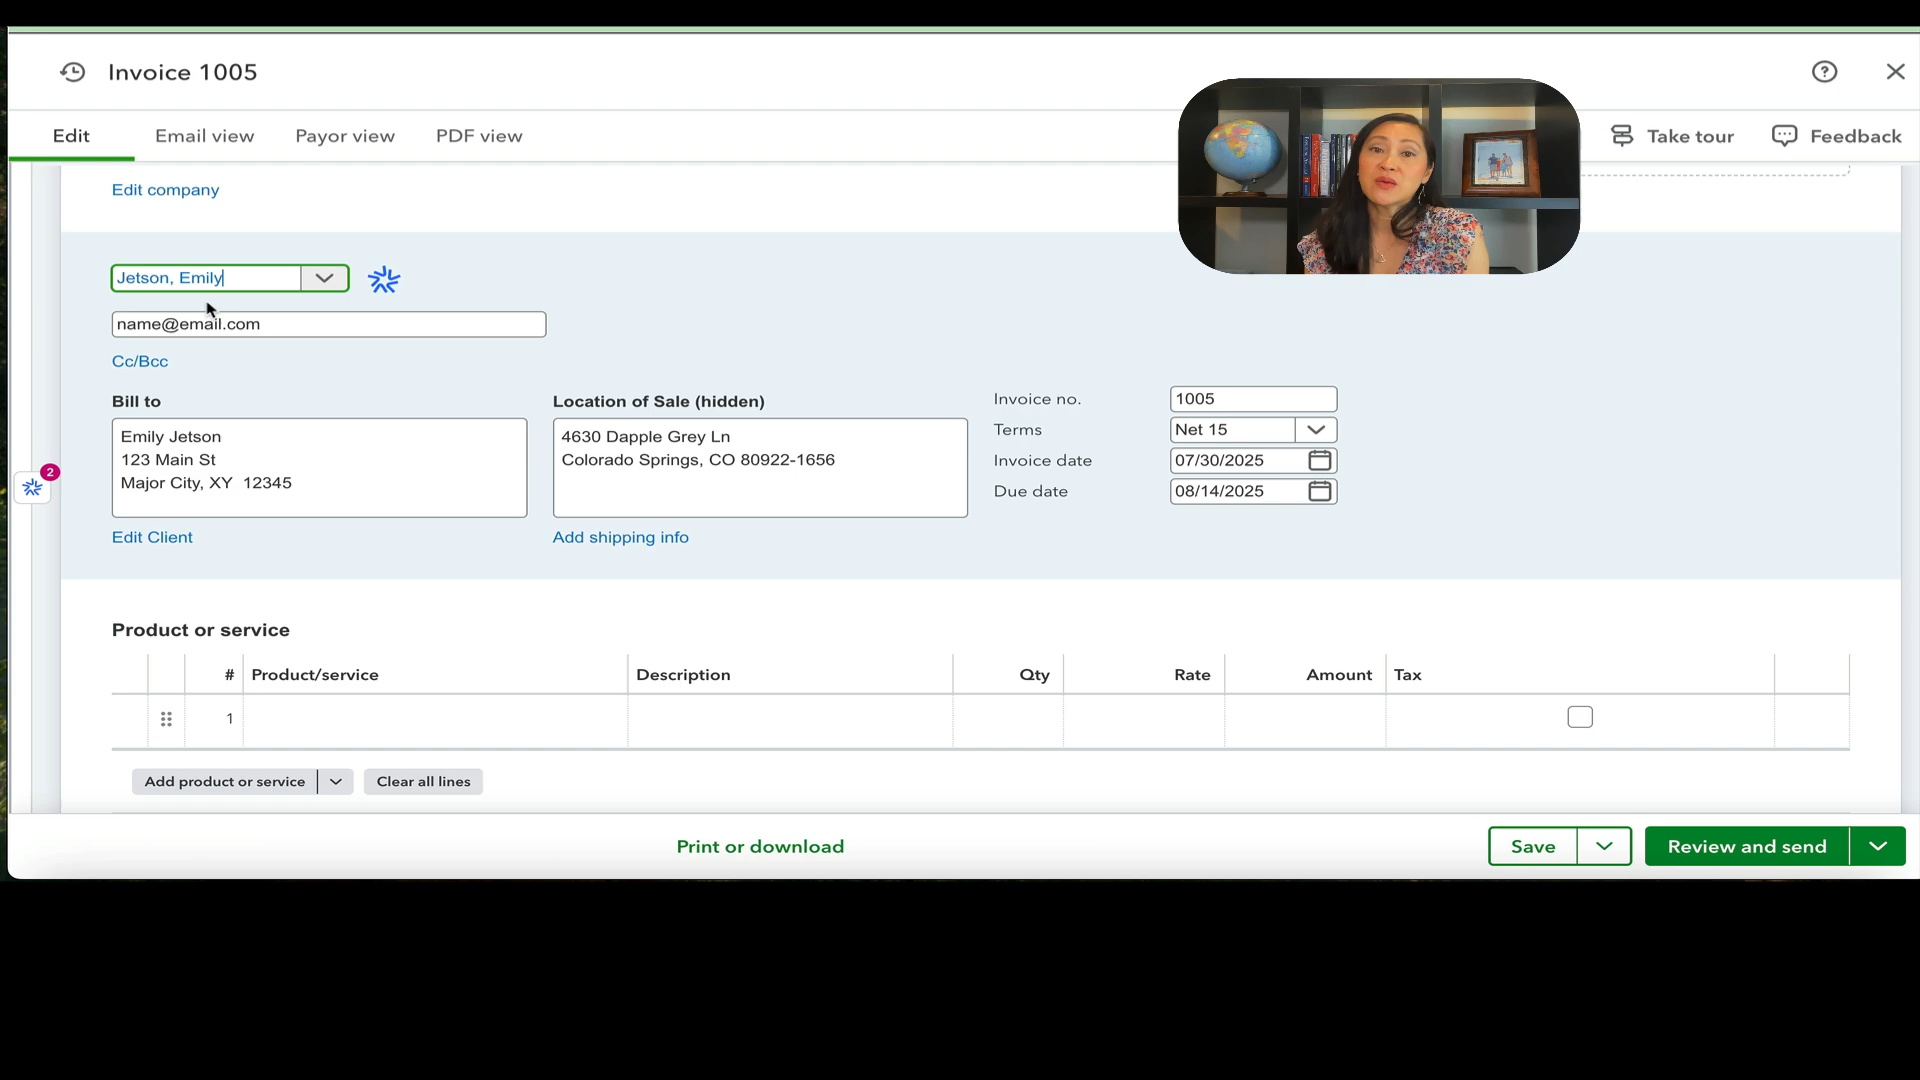 Invoice 1005
Edit
Email view
Payor view
PDF view
Take tour
Feedback
Edit company
Jetson, Emily
name@email.com
Cc/Bcc
Bill to
Emily Jetson
123 Main St
Major City, XY 12345
Edit Client
Location of Sale (hidden)
4630 Dapple Grey Ln
Colorado Springs, CO 80922-1656
Add shipping info
Invoice no. 1005
Terms Net 15
Invoice date 07/30/2025
Due date 08/14/2025
2
Product or service
# Product/service Description Qty Rate Amount Tax
1
Add product or service
Clear all lines
Print or download
Save
Review and send